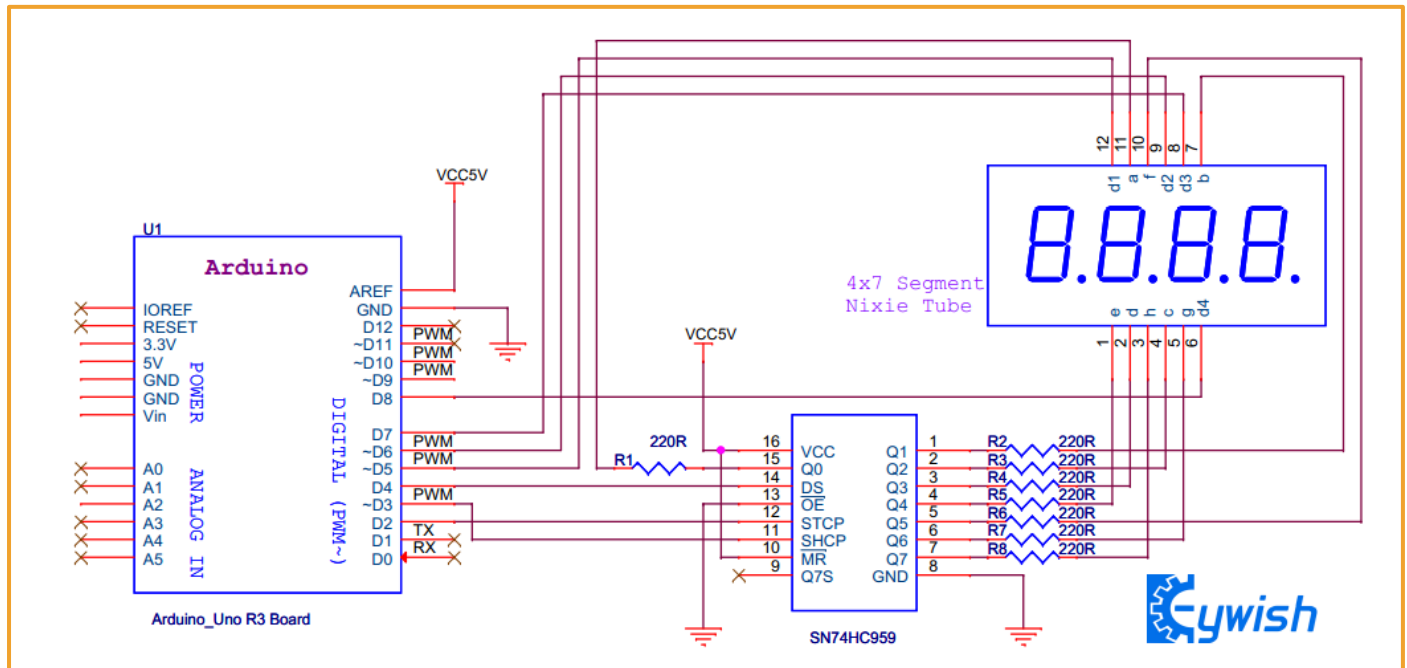 VCC5V
U1
Arduino
IOREF
RESET
3.3V
5V
GND
GND
Vin
A0
A1
A2
A3
A4
A5
POWER
ANALOG IN
DIGITAL (PWM~)
AREF
GND
D12
~D11 PWM
~D10 PWM
~D9 PWM
D8
D7
~D6 PWM
~D5 PWM
D4
~D3 PWM
D2
D1 TX
D0 RX
Arduino_Uno R3 Board
VCC5V
220R
R1
16 VCC
15 Q0
14 DS
13 OE
12 STCP
11 SHCP
10 MR
9 Q7S
Q1 1 R2 220R
Q2 2 R3 220R
Q3 3 R4 220R
Q4 4 R5 220R
Q5 5 R6 220R
Q6 6 R7 220R
Q7 7 R8 220R
GND 8
SN74HC959
12 11 10 9 8 7
d1 a f d2 d3 b
8.8.8.8.
4x7 Segment
Nixie Tube
e d h c g d4
1 2 3 4 5 6
eywish